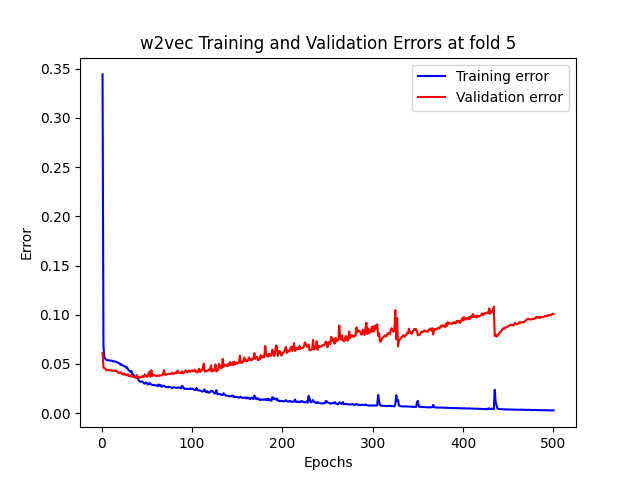 w2vec Training and Validation Errors at fold 5
Training error
Validation error
Error
0.35
0.30
0.25
0.20
0.15
0.10
0.05
0.00
0 100 200 300 400 500
Epochs